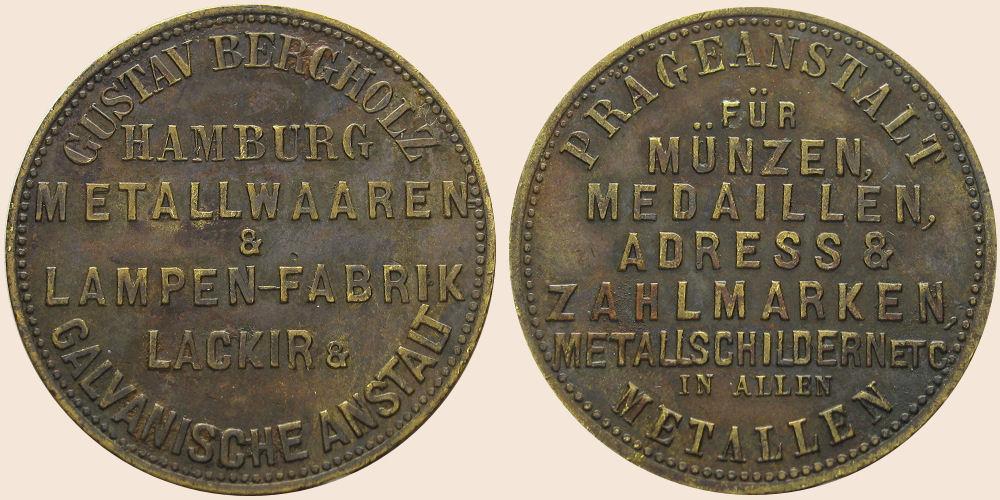 GUSTAV BERGHOLZ
HAMBURG
METALLWAAREN
&
LAMPEN-FABRIK
LACKIR &
GALVANISCHE ANSTALT
PRAGEANSTALT
FÜR
MÜNZEN,
MEDAILLEN,
ADRESS &
ZAHLMARKEN,
METALLSCHILDERN ETC
IN ALLEN
METALLEN